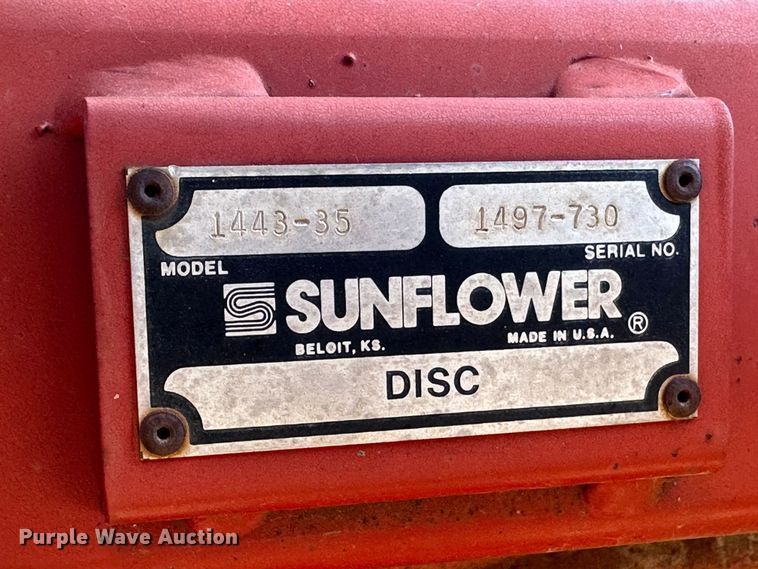 1443-35 1497-730
MODEL SERIAL NO.
SUNFLOWER ®
BELOIT, KS. MADE IN U.S.A.
DISC
Purple Wave Auction®